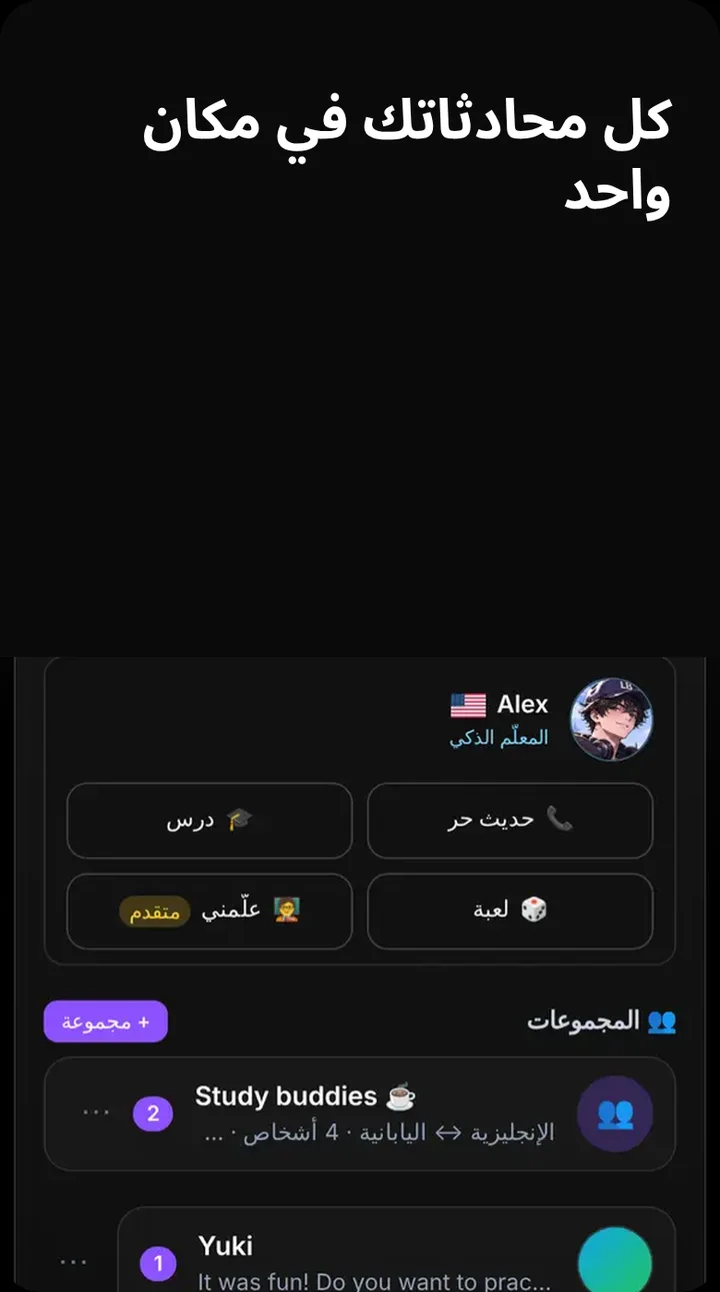 كل محادثاتك في مكان
واحد
Alex 🇺🇸
المعلّم الذكي
📞 حديث حر
🎓 درس
🎲 لعبة
🧑‍🏫 علّمني متقدم
👥 المجموعات
+ مجموعة
Study buddies ☕
2
الإنجليزية ↔ اليابانية · 4 أشخاص · ...
Yuki
1
It was fun! Do you want to prac...